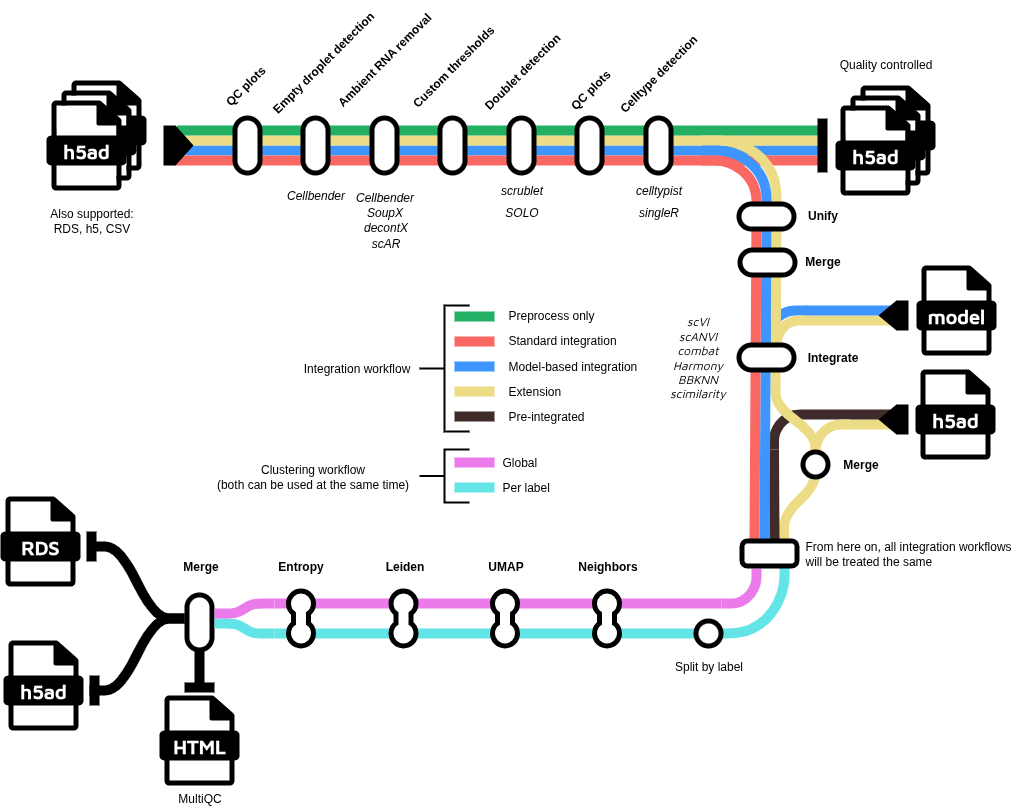 QC plots
Empty droplet detection
Ambient RNA removal
Custom thresholds
Doublet detection
QC plots
Celltype detection
Quality controlled
h5ad
h5ad
Also supported:
RDS, h5, CSV
Cellbender
Cellbender
SoupX
decontX
scAR
scrublet
SOLO
celltypist
singleR
Unify
Merge
model
scVI
scANVI
combat
Harmony
BBKNN
scimilarity
Integrate
h5ad
Merge
Integration workflow
Preprocess only
Standard integration
Model-based integration
Extension
Pre-integrated
Clustering workflow
(both can be used at the same time)
Global
Per label
From here on, all integration workflows
will be treated the same
RDS
Merge
Entropy
Leiden
UMAP
Neighbors
Split by label
h5ad
HTML
MultiQC